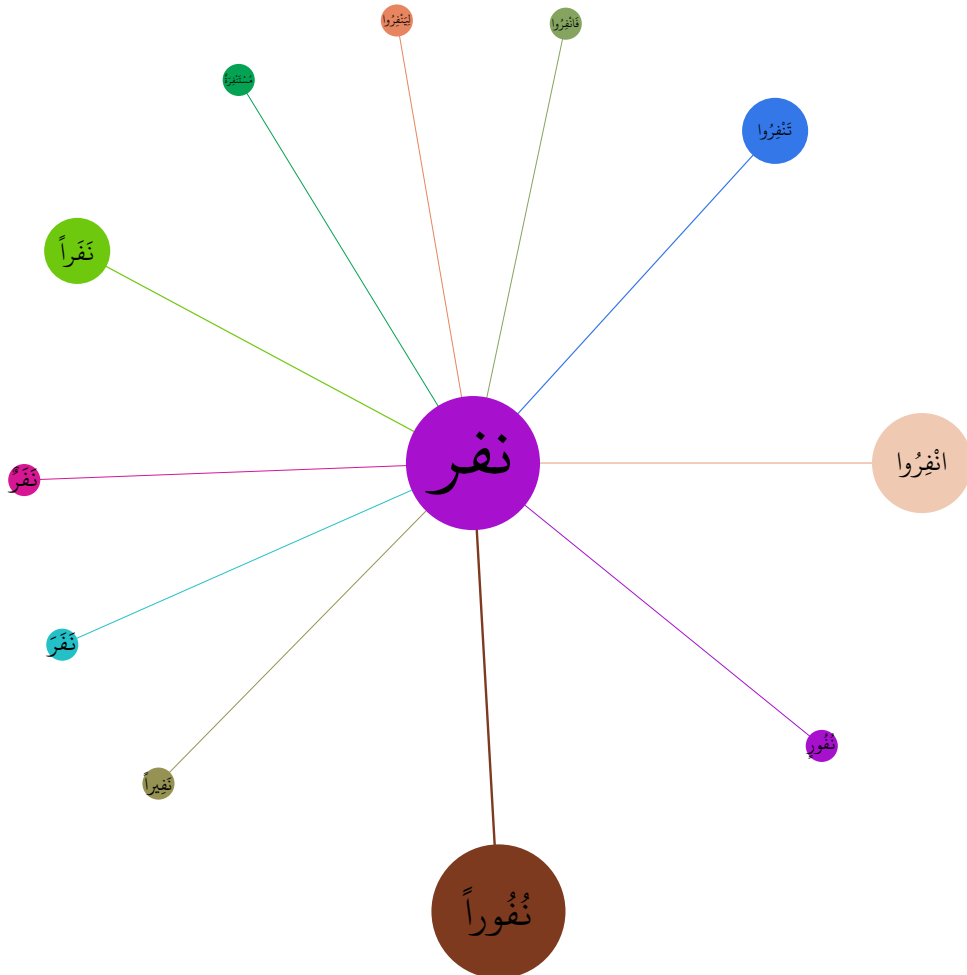 لِيَنْفِرُوا
فَانْفِرُوا
مُسْتَنْفِرَةٌ
تَنْفِرُوا
نَفَراً
نفر
انْفِرُوا
نَفَرٌ
نَفَرَ
نُفُورٍ
نَفِيراً
نُفُوراً